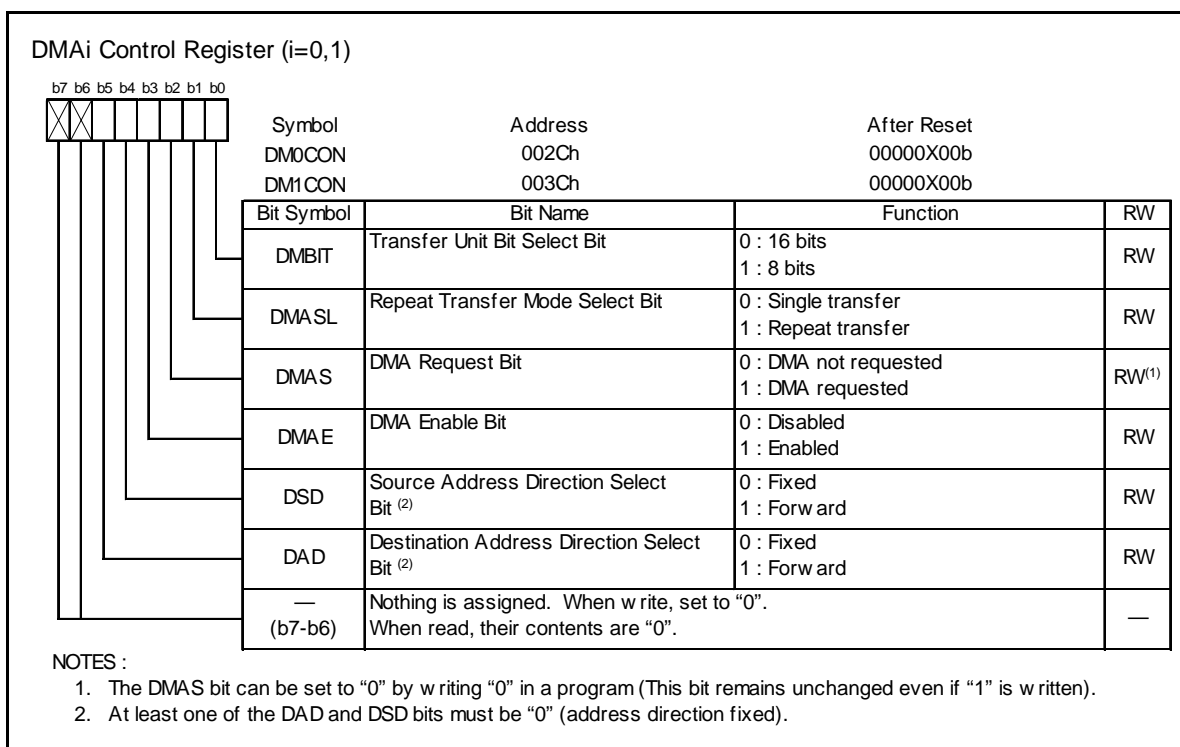 DMAi Control Register (i=0,1)
b7 b6 b5 b4 b3 b2 b1 b0
Symbol Address After Reset
DM0CON 002Ch 00000X00b
DM1CON 003Ch 00000X00b
Bit Symbol Bit Name Function RW
DMBIT Transfer Unit Bit Select Bit 0 : 16 bits RW
1 : 8 bits
DMASL Repeat Transfer Mode Select Bit 0 : Single transfer RW
1 : Repeat transfer
DMAS DMA Request Bit 0 : DMA not requested RW(1)
1 : DMA requested
DMAE DMA Enable Bit 0 : Disabled RW
1 : Enabled
DSD Source Address Direction Select 0 : Fixed RW
Bit (2) 1 : Forward
DAD Destination Address Direction Select 0 : Fixed RW
Bit (2) 1 : Forward
— Nothing is assigned. When write, set to “0”. —
(b7-b6) When read, their contents are “0”.
NOTES :
1. The DMAS bit can be set to “0” by writing “0” in a program (This bit remains unchanged even if “1” is written).
2. At least one of the DAD and DSD bits must be “0” (address direction fixed).